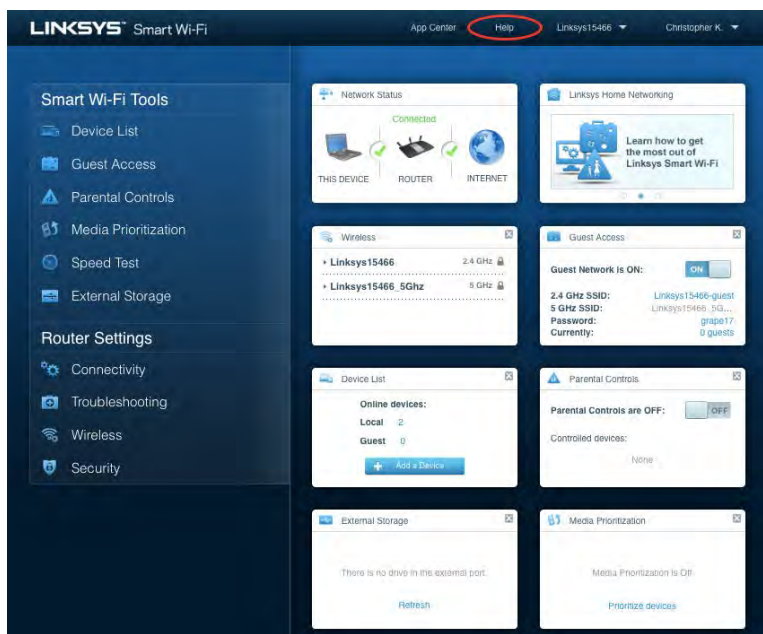 LINKSYS Smart Wi-Fi
App Center
Help
Linksys15466
Christopher K.
Smart Wi-Fi Tools
Device List
Guest Access
Parental Controls
Media Prioritization
Speed Test
External Storage
Router Settings
Connectivity
Troubleshooting
Wireless
Security
Network Status
Connected
THIS DEVICE ROUTER INTERNET
Linksys Home Networking
Learn how to get
the most out of
Linksys Smart Wi-Fi
Wireless
Linksys15466 2.4 GHz
Linksys15466_5Ghz 5 GHz
Guest Access
Guest Network is ON: ON
2.4 GHz SSID: Linksys15466-guest
5 GHz SSID: Linksys15466_5G...
Password: grape17
Currently: 0 guests
Device List
Online devices:
Local 2
Guest 0
Add a Device
Parental Controls
Parental Controls are OFF: OFF
Controlled devices:
None
External Storage
There is no drive in the external port.
Refresh
Media Prioritization
Media Prioritization is Off
Prioritize devices